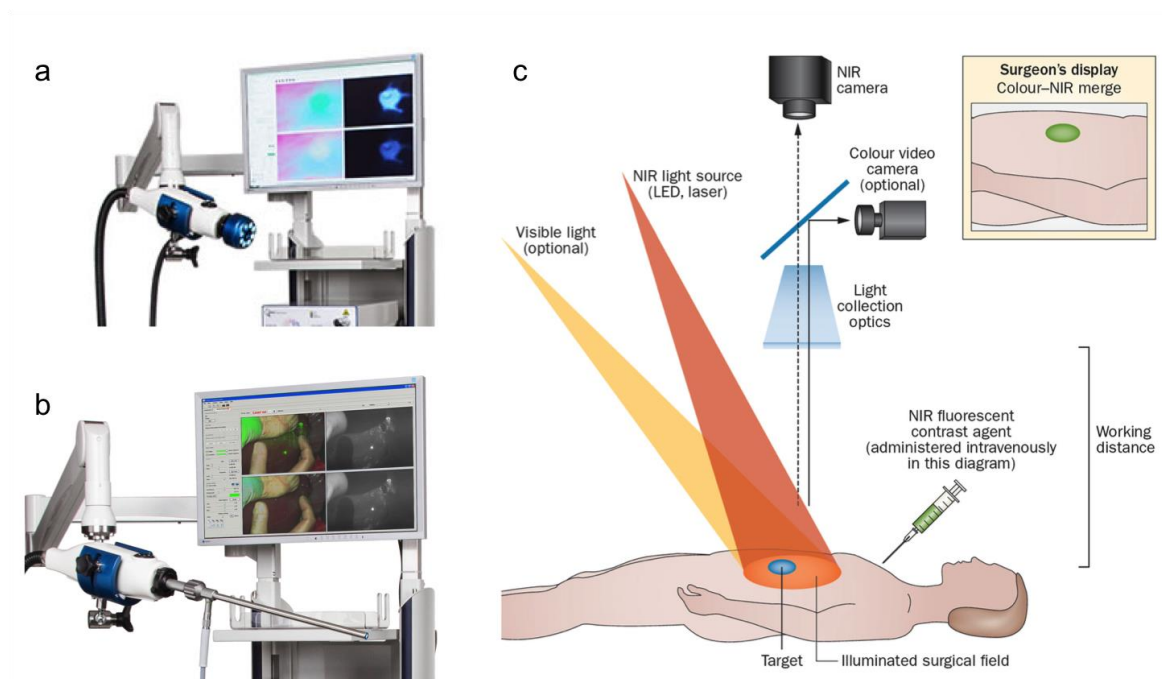 a
b
c
NIR
camera
NIR light source
(LED, laser)
Visible light
(optional)
Colour video
camera
(optional)
Light
collection
optics
Surgeon's display
Colour–NIR merge
NIR fluorescent
contrast agent
(administered intravenously
in this diagram)
Working
distance
Target
Illuminated surgical field